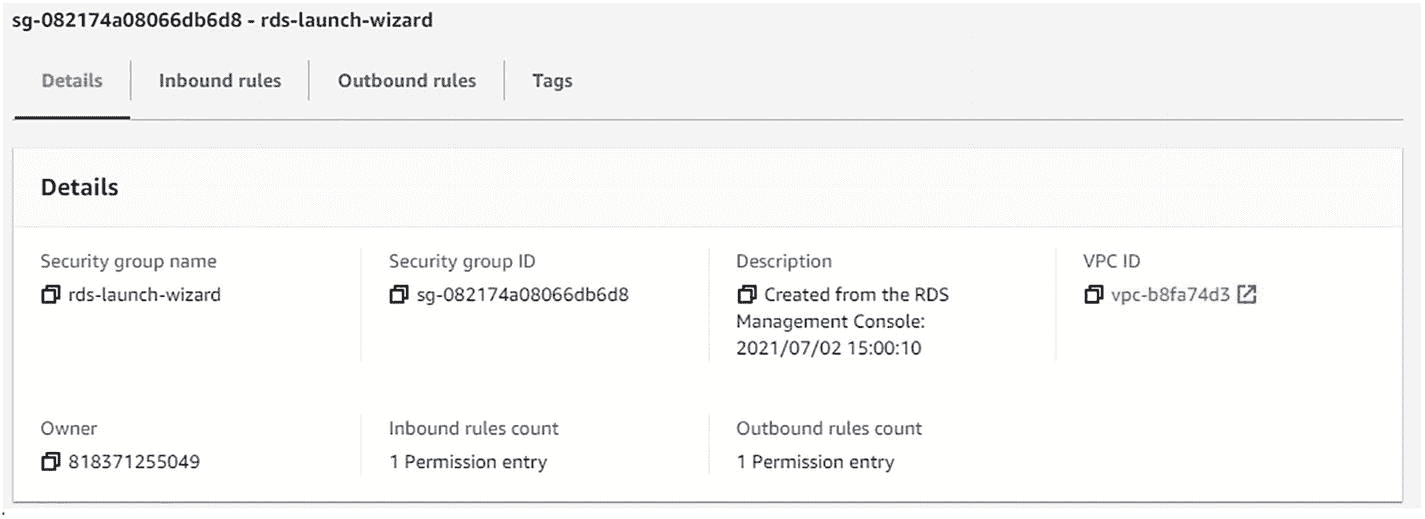 sg-082174a08066db6d8 - rds-launch-wizard
Details
Inbound rules
Outbound rules
Tags
Details
Security group name
rds-launch-wizard
Security group ID
sg-082174a08066db6d8
Description
Created from the RDS
Management Console:
2021/07/02 15:00:10
VPC ID
vpc-b8fa74d3
Owner
818371255049
Inbound rules count
1 Permission entry
Outbound rules count
1 Permission entry